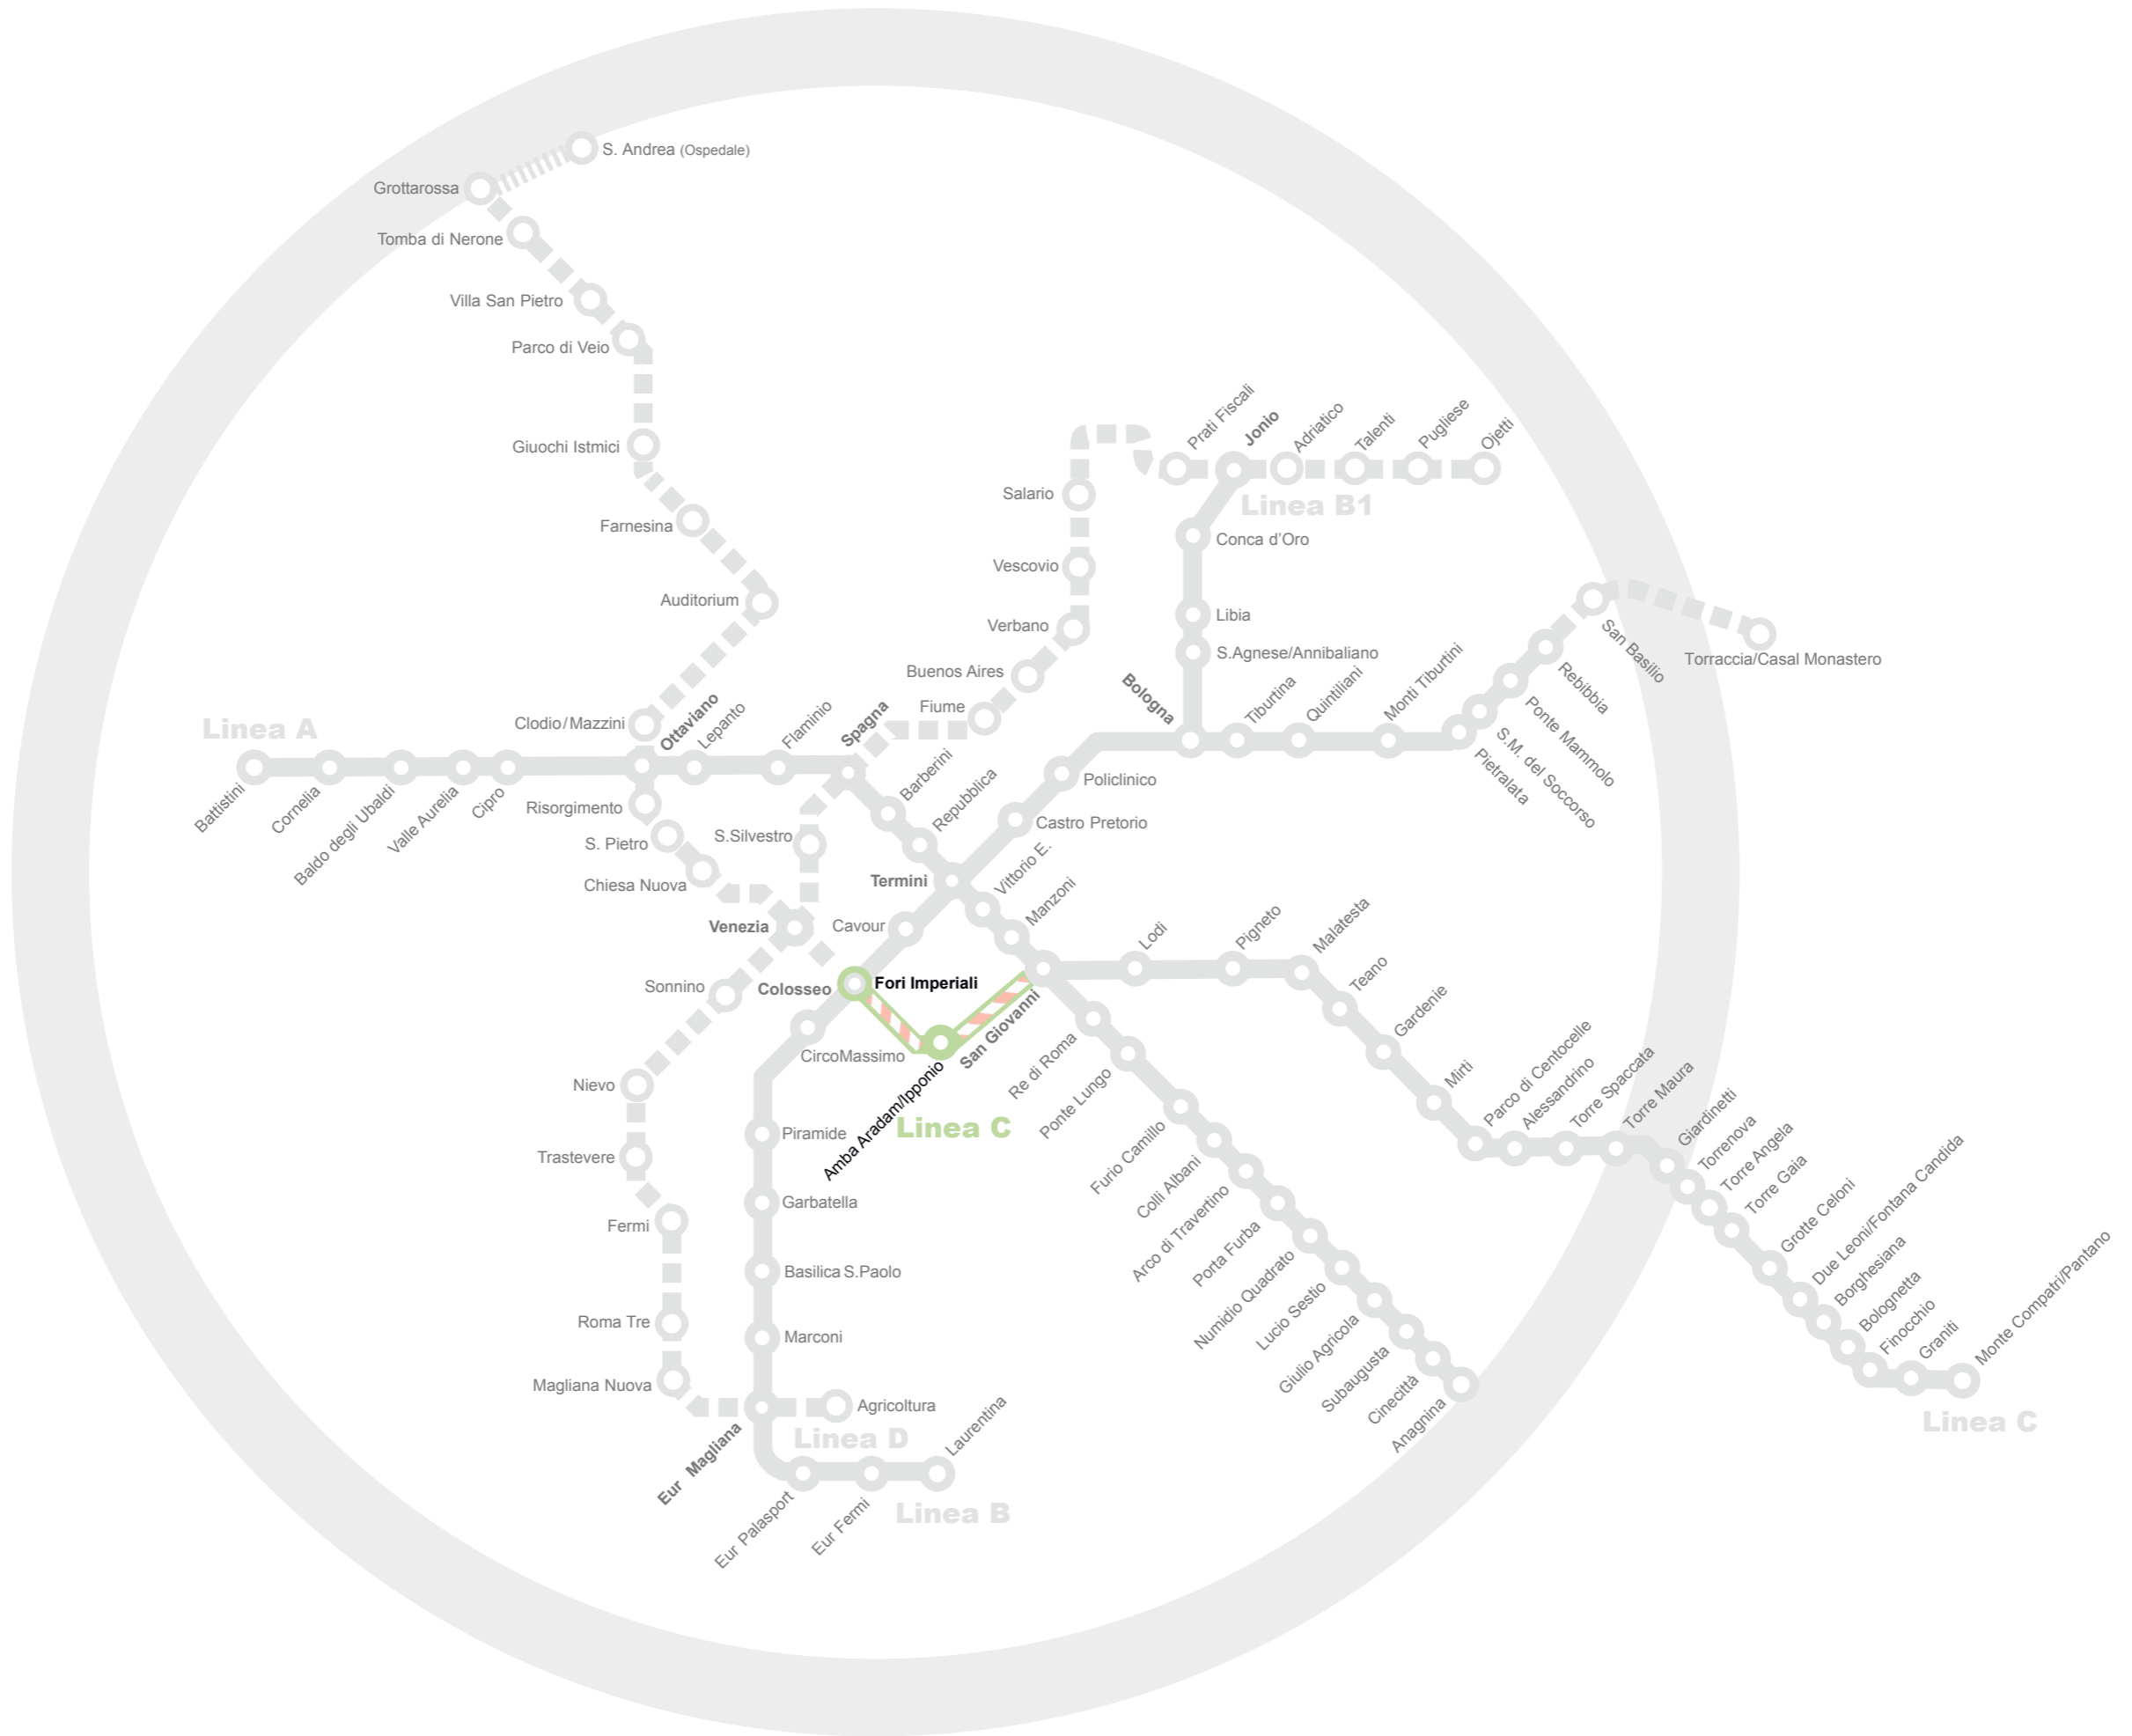 S. Andrea (Ospedale)
Grottarossa
Tomba di Nerone
Villa San Pietro
Parco di Veio
Giuochi Istmici
Farnesina
Auditorium
Clodio/Mazzini
Ottaviano
Risorgimento
S. Pietro
Chiesa Nuova
Venezia
Linea A
Battistini
Cornelia
Baldo degli Ubaldi
Valle Aurelia
Cipro
Lepanto
Flaminio
Spagna
Barberini
Repubblica
Termini
Vittorio E.
Manzoni
San Giovanni
Re di Roma
Ponte Lungo
Furio Camillo
Colli Albani
Arco di Travertino
Porta Furba
Numidio Quadrato
Lucio Sestio
Giulio Agricola
Subaugusta
Cinecittà
Anagnina
Prati Fiscali
Jonio
Adriatico
Talenti
Pugliese
Ojetti
Linea B1
Salario
Vescovio
Verbano
Buenos Aires
Fiume
S.Silvestro
Conca d'Oro
Libia
S.Agnese/Annibaliano
Bologna
Tiburtina
Quintiliani
Monti Tiburtini
Pietralata
S.M. del Soccorso
Ponte Mammolo
Rebibbia
San Basilio
Torraccia/Casal Monastero
Policlinico
Castro Pretorio
Cavour
Colosseo
Fori Imperiali
CircoMassimo
Amba Aradam/Ipponio
Linea C
Piramide
Garbatella
Basilica S.Paolo
Marconi
Eur Magliana
Eur Palasport
Eur Fermi
Laurentina
Linea B
Sonnino
Nievo
Trastevere
Fermi
Roma Tre
Magliana Nuova
Agricoltura
Linea D
Lodi
Pigneto
Malatesta
Teano
Gardenie
Mirti
Parco di Centocelle
Alessandrino
Torre Spaccata
Torre Maura
Giardinetti
Torrenova
Torre Angela
Torre Gaia
Grotte Celoni
Due Leoni/Fontana Candida
Borghesiana
Bolognetta
Finocchio
Graniti
Monte Compatri/Pantano
Linea C